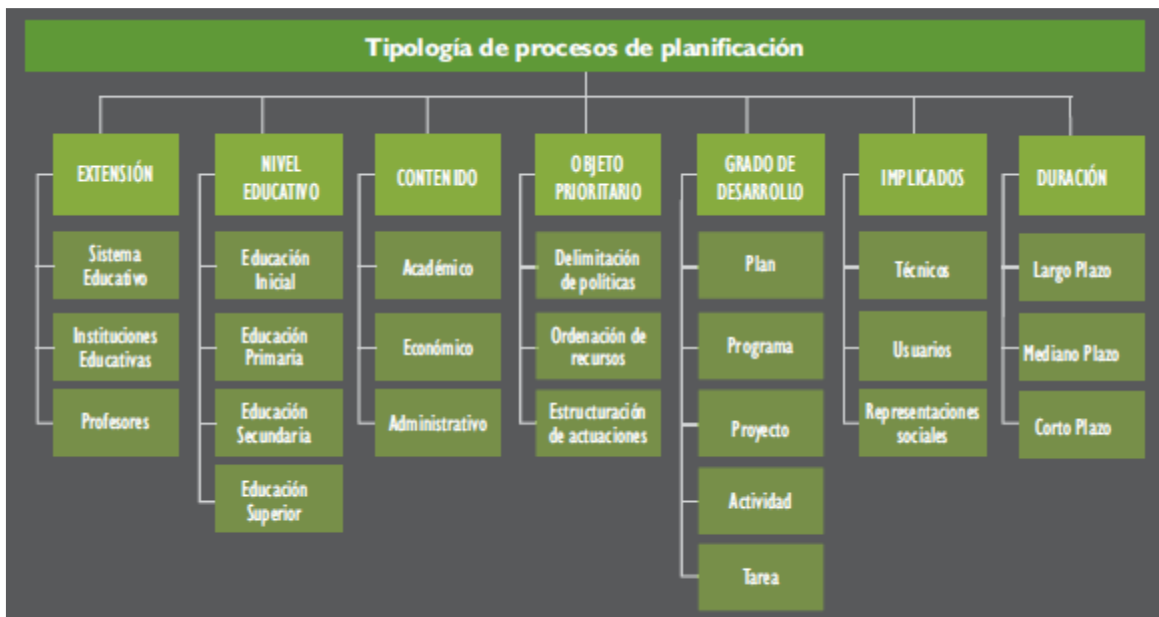 Tipología de procesos de planificación
EXTENSIÓN
Sistema
Educativo
Instituciones
Educativas
Profesores
NIVEL
EDUCATIVO
Educación
Inicial
Educación
Primaria
Educación
Secundaria
Educación
Superior
CONTENIDO
Académico
Económico
Administrativo
OBJETO
PRIORITARIO
Delimitación
de políticas
Ordenación de
recursos
Estructuración
de actuaciones
GRADO DE
DESARROLLO
Plan
Programa
Proyecto
Actividad
Tarea
IMPLICADOS
Técnicos
Usuarios
Representaciones
sociales
DURACIÓN
Largo Plazo
Mediano Plazo
Corto Plazo